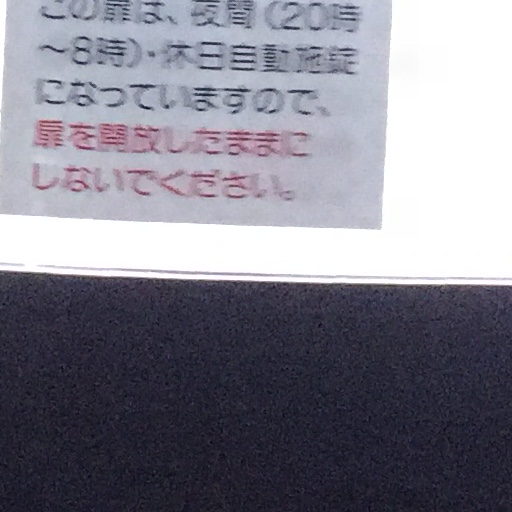 この扉は、夜間（20時
～8時）・休日自動施錠
になっていますので、
扉を開放したままに
しないでください。